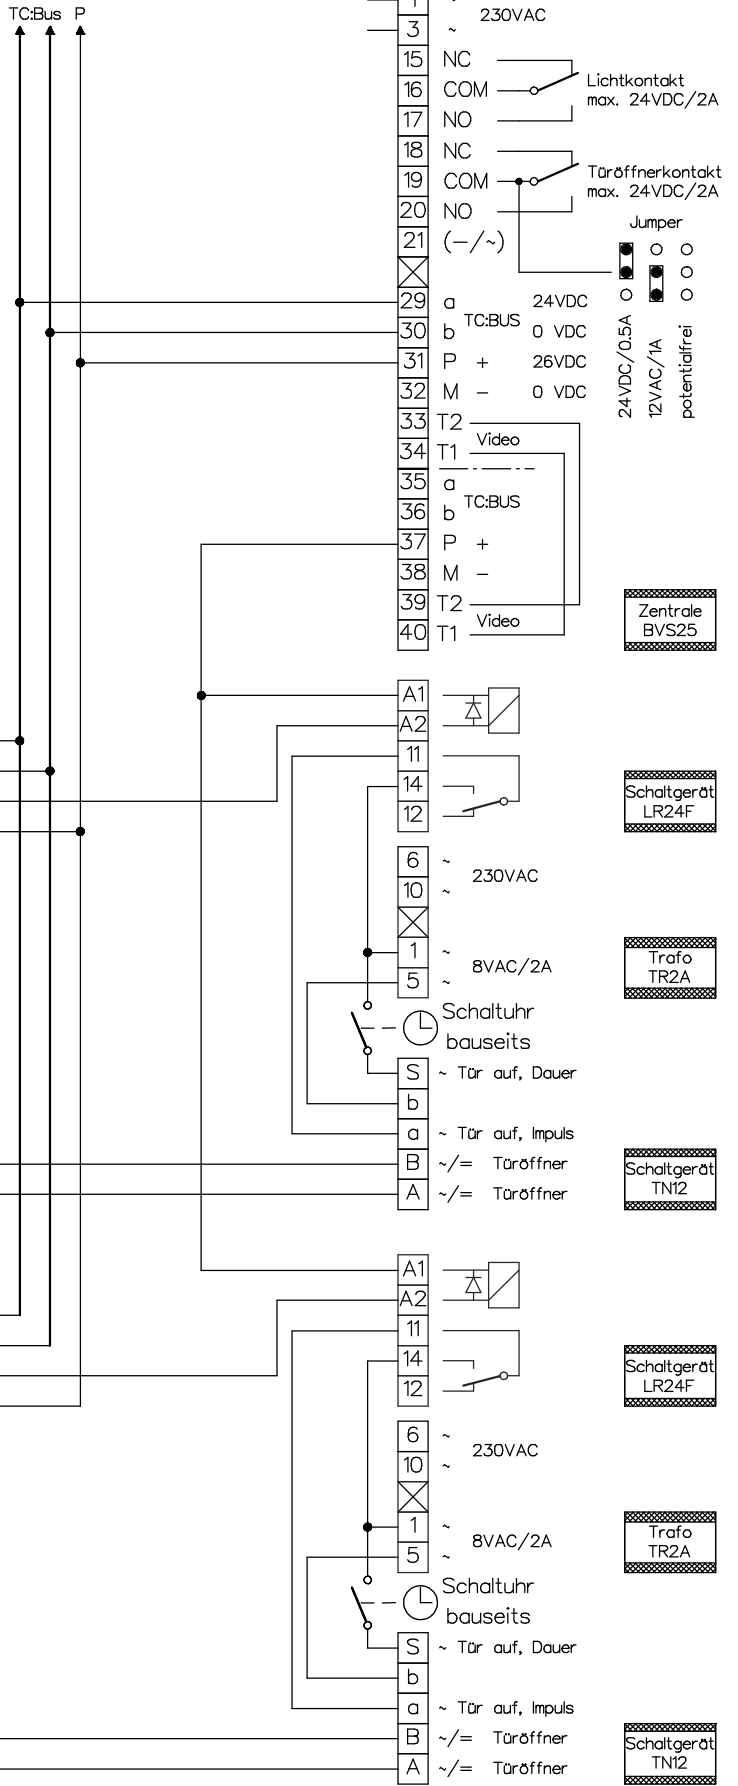 TC:Bus P
1 ~
230VAC
3 ~
15 NC
16 COM
Lichtkontakt
max. 24VDC/2A
17 NO
18 NC
19 COM
Türöffnerkontakt
max. 24VDC/2A
20 NO
Jumper
21 (-/~)
29 a 24VDC
TC:BUS
30 b 0 VDC
31 P + 26VDC
32 M - 0 VDC
24VDC/0.5A
12VAC/1A
potentialfrei
33 T2
Video
34 T1
35 a
TC:BUS
36 b
37 P +
38 M -
39 T2
Video
40 T1
Zentrale
BVS25
A1
A2
11
14
12
Schaltgerät
LR24F
6 ~
230VAC
10 ~
1 ~
8VAC/2A
5 ~
Trafo
TR2A
Schaltuhr
bauseits
S ~ Tür auf, Dauer
b
a ~ Tür auf, Impuls
B ~/= Türöffner
A ~/= Türöffner
Schaltgerät
TN12
A1
A2
11
14
12
Schaltgerät
LR24F
6 ~
230VAC
10 ~
1 ~
8VAC/2A
5 ~
Trafo
TR2A
Schaltuhr
bauseits
S ~ Tür auf, Dauer
b
a ~ Tür auf, Impuls
B ~/= Türöffner
A ~/= Türöffner
Schaltgerät
TN12